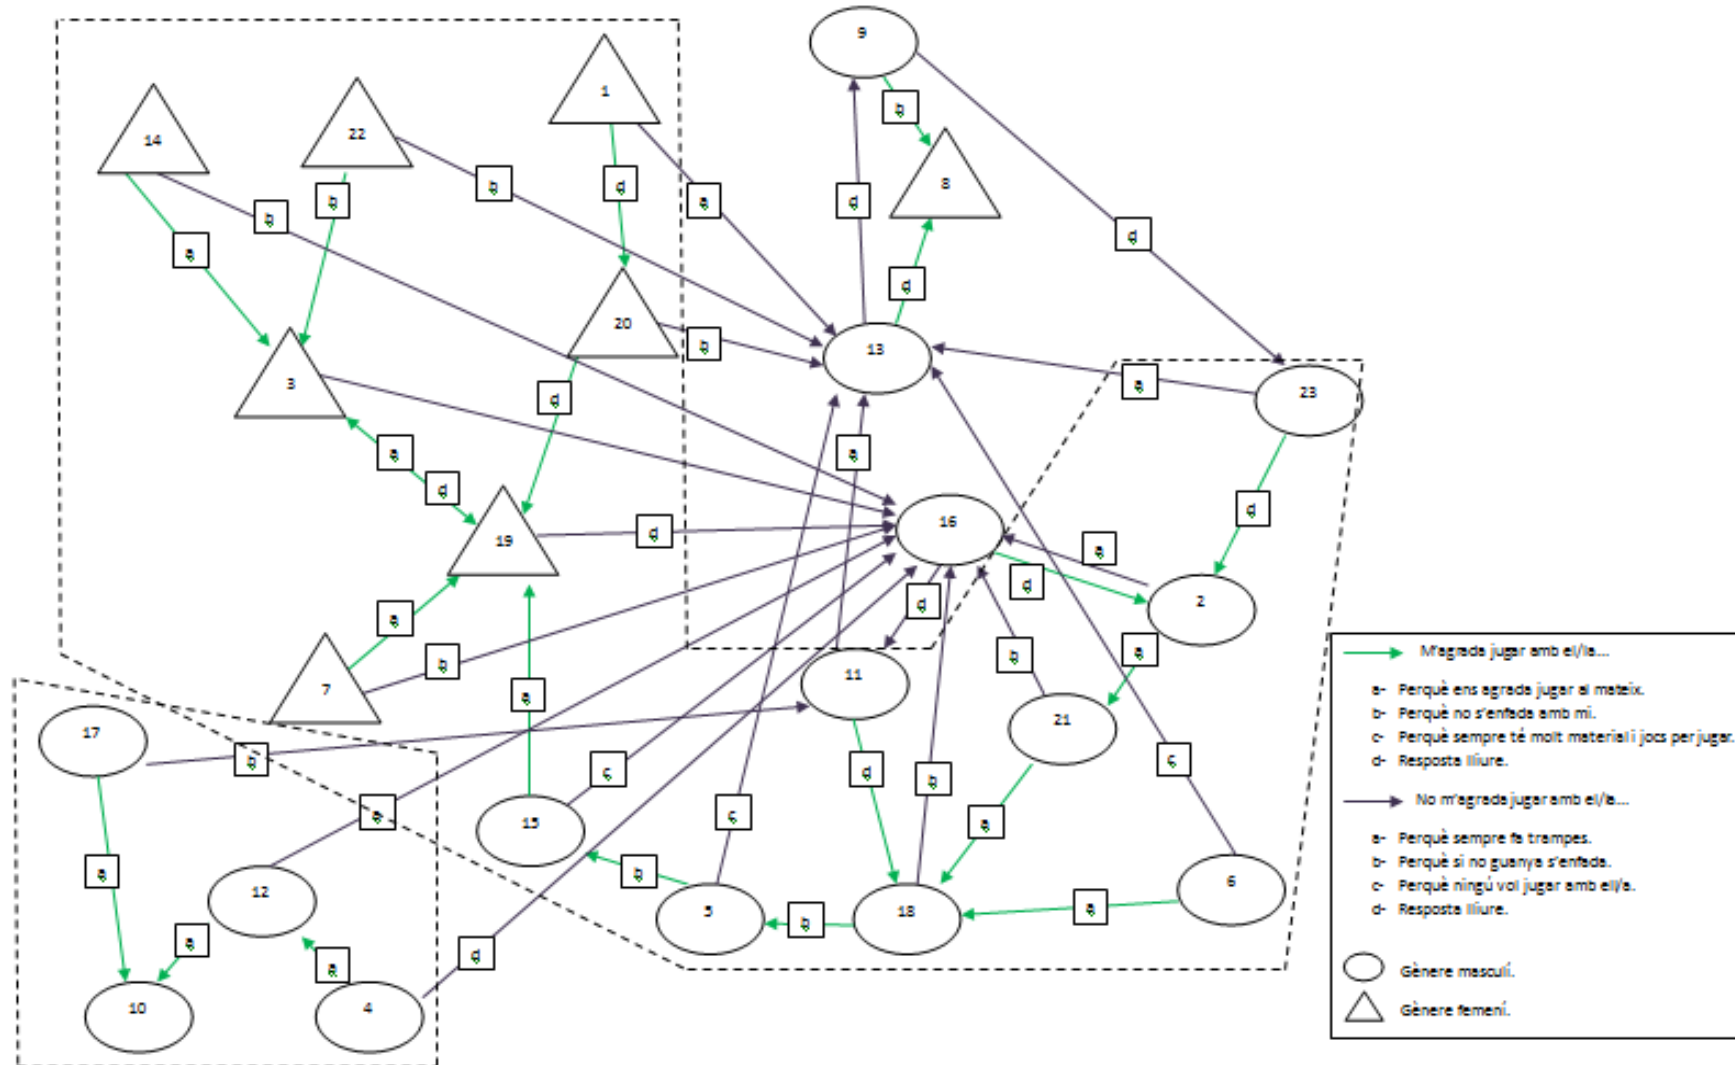 9
1
14
22
b
8
d
b
a
d
b
b
a
d
d
d
20
b
13
3
a
23
d
a
a
d
d
16
19
d
a
d
d
2
a
b
a
b
11
7
a
21
17
b
d
c
c
b
a
c
15
a
a
6
12
b
5
b
18
a
a
a
d
10
4
M'agrada jugar amb el/la...
a- Perquè ens agrada jugar al mateix.
b- Perquè no s'enfada amb mi.
c- Perquè sempre té molt material i jocs per jugar.
d- Resposta lliure.
No m'agrada jugar amb el/la...
a- Perquè sempre fa trampes.
b- Perquè si no guanya s'enfada.
c- Perquè ningú vol jugar amb ell/a.
d- Resposta lliure.
Gènere masculí.
Gènere femení.